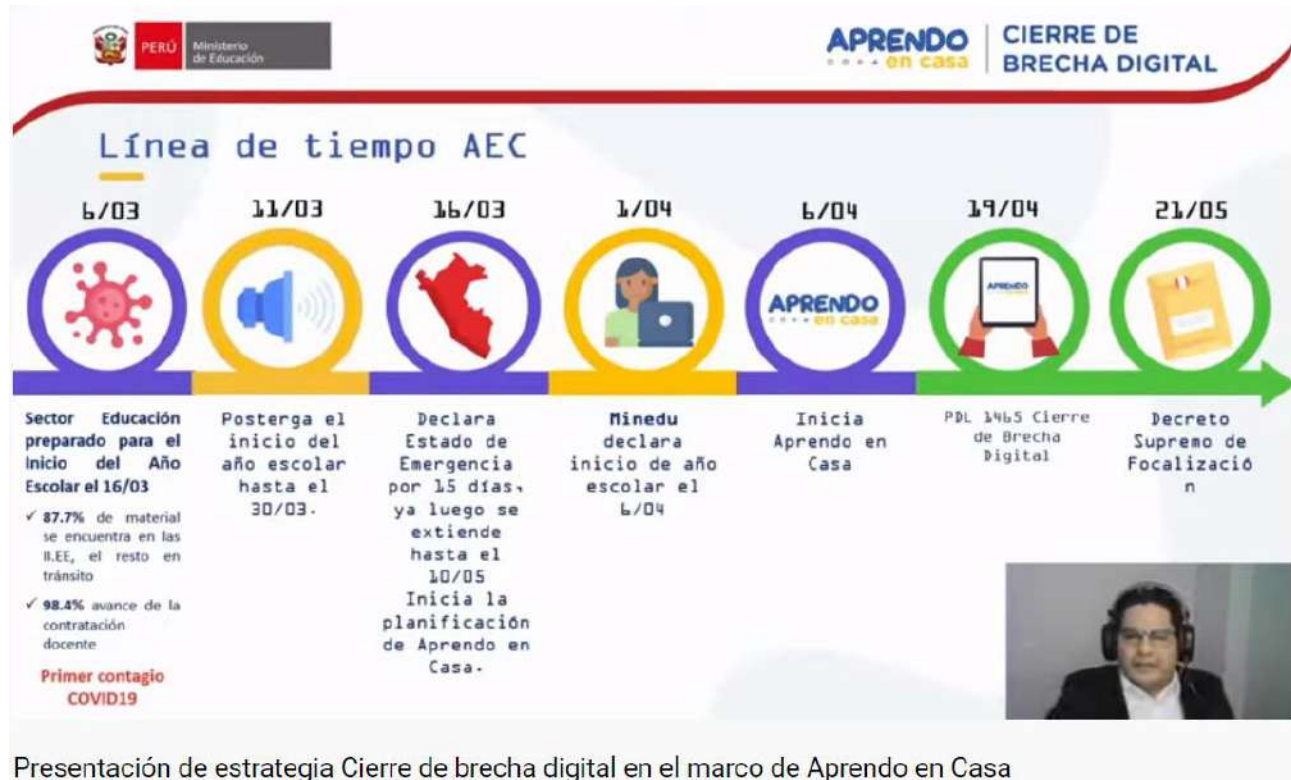 PERÚ
Ministerio
de Educación
APRENDO
en casa
CIERRE DE
BRECHA DIGITAL
Línea de tiempo AEC
6/03
11/03
16/03
1/04
6/04
19/04
21/05
APRENDO
en casa
APRENDO
Sector Educación
preparado para el
Inicio del Año
Escolar el 16/03
✓ 87.7% de material
se encuentra en las
II.EE, el resto en
tránsito
✓ 98.4% avance de la
contratación
docente
Primer contagio
COVID19
Posterga el
inicio del
año escolar
hasta el
30/03.
Declara
Estado de
Emergencia
por 15 días,
ya luego se
extiende
hasta el
10/05
Inicia la
planificación
de Aprendo en
Casa.
Minedu
declara
inicio de año
escolar el
6/04
Inicia
Aprendo en
Casa
PDL 1465 Cierre
de Brecha
Digital
Decreto
Supremo de
Focalizació
n
Presentación de estrategia Cierre de brecha digital en el marco de Aprendo en Casa